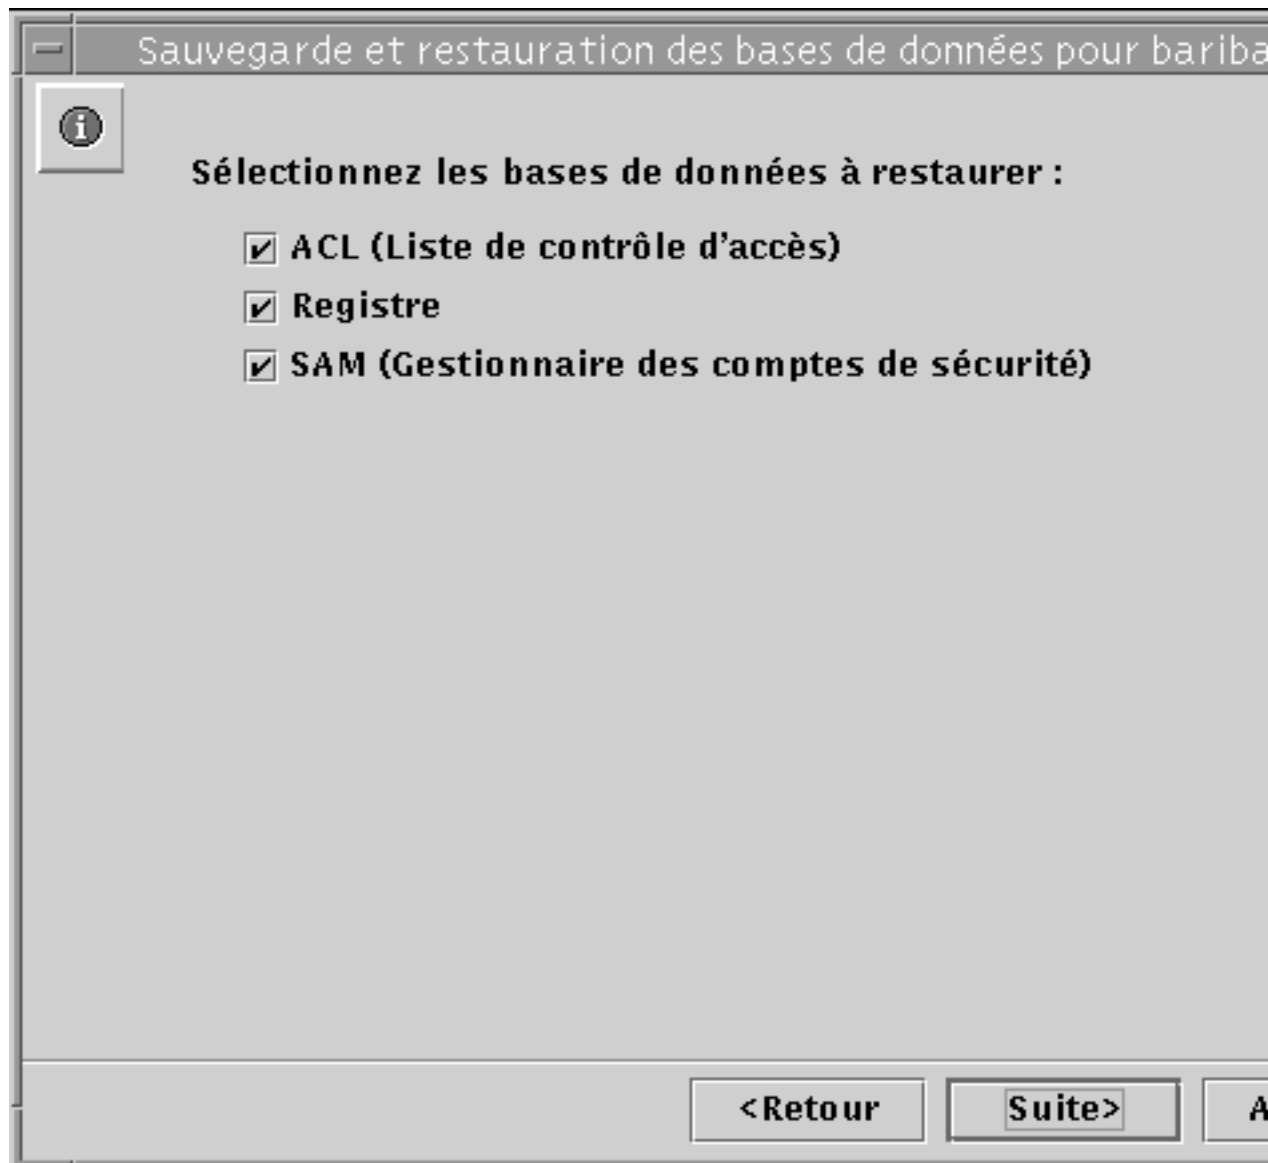 Sauvegarde et restauration des bases de données pour bariba
Sélectionnez les bases de données à restaurer :
ACL (Liste de contrôle d'accès)
Registre
SAM (Gestionnaire des comptes de sécurité)
<Retour
Suite>
A